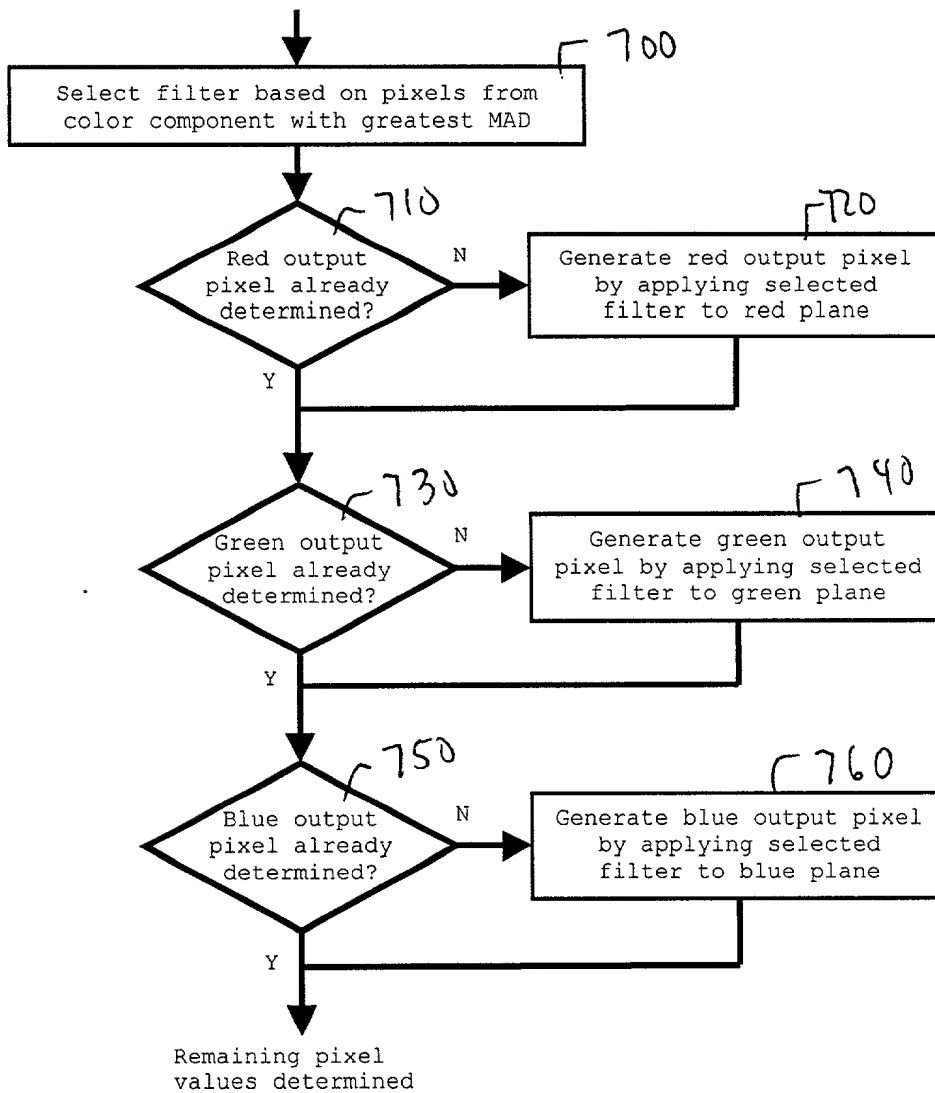 700
Select filter based on pixels from
color component with greatest MAD
710
Red output
pixel already
determined?
N
Y
720
Generate red output pixel
by applying selected
filter to red plane
730
Green output
pixel already
determined?
N
Y
740
Generate green output
pixel by applying selected
filter to green plane
750
Blue output
pixel already
determined?
N
Y
760
Generate blue output pixel
by applying selected
filter to blue plane
Remaining pixel
values determined